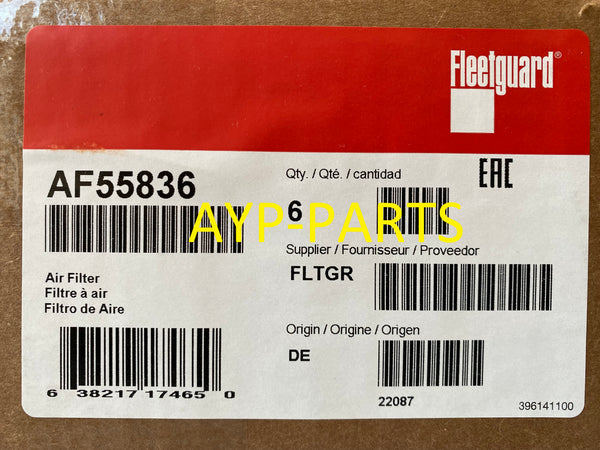 Fleetguard®
AF55836
Qty. / Qté. / cantidad
EAC
6
AYP-PARTS
Supplier / Fournisseur / Proveedor
FLTGR
Air Filter
Filtre à air
Filtro de Aire
Origin / Origine / Origen
DE
6 38217 17465 0
22087
396141100